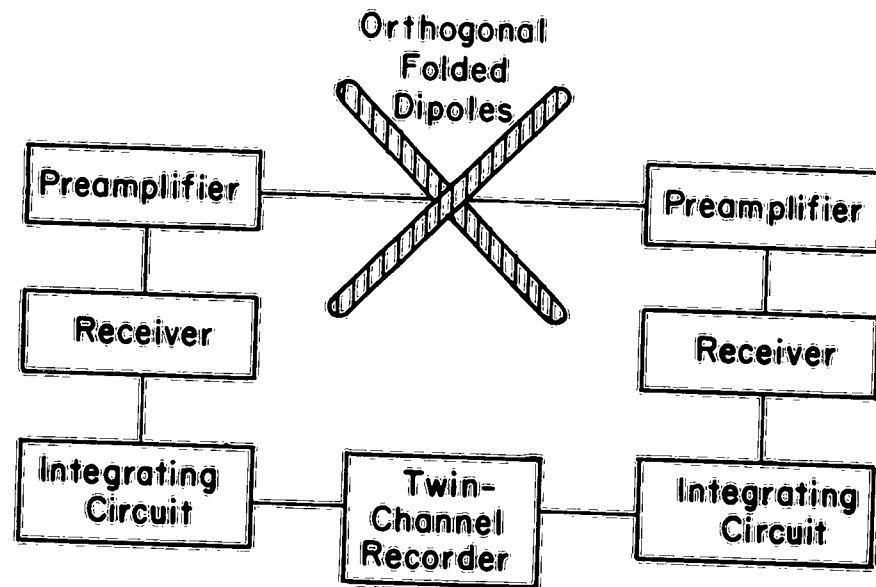 Orthogonal
Folded
Dipoles
Preamplifier
Preamplifier
Receiver
Receiver
Integrating
Circuit
Twin-
Channel
Recorder
Integrating
Circuit